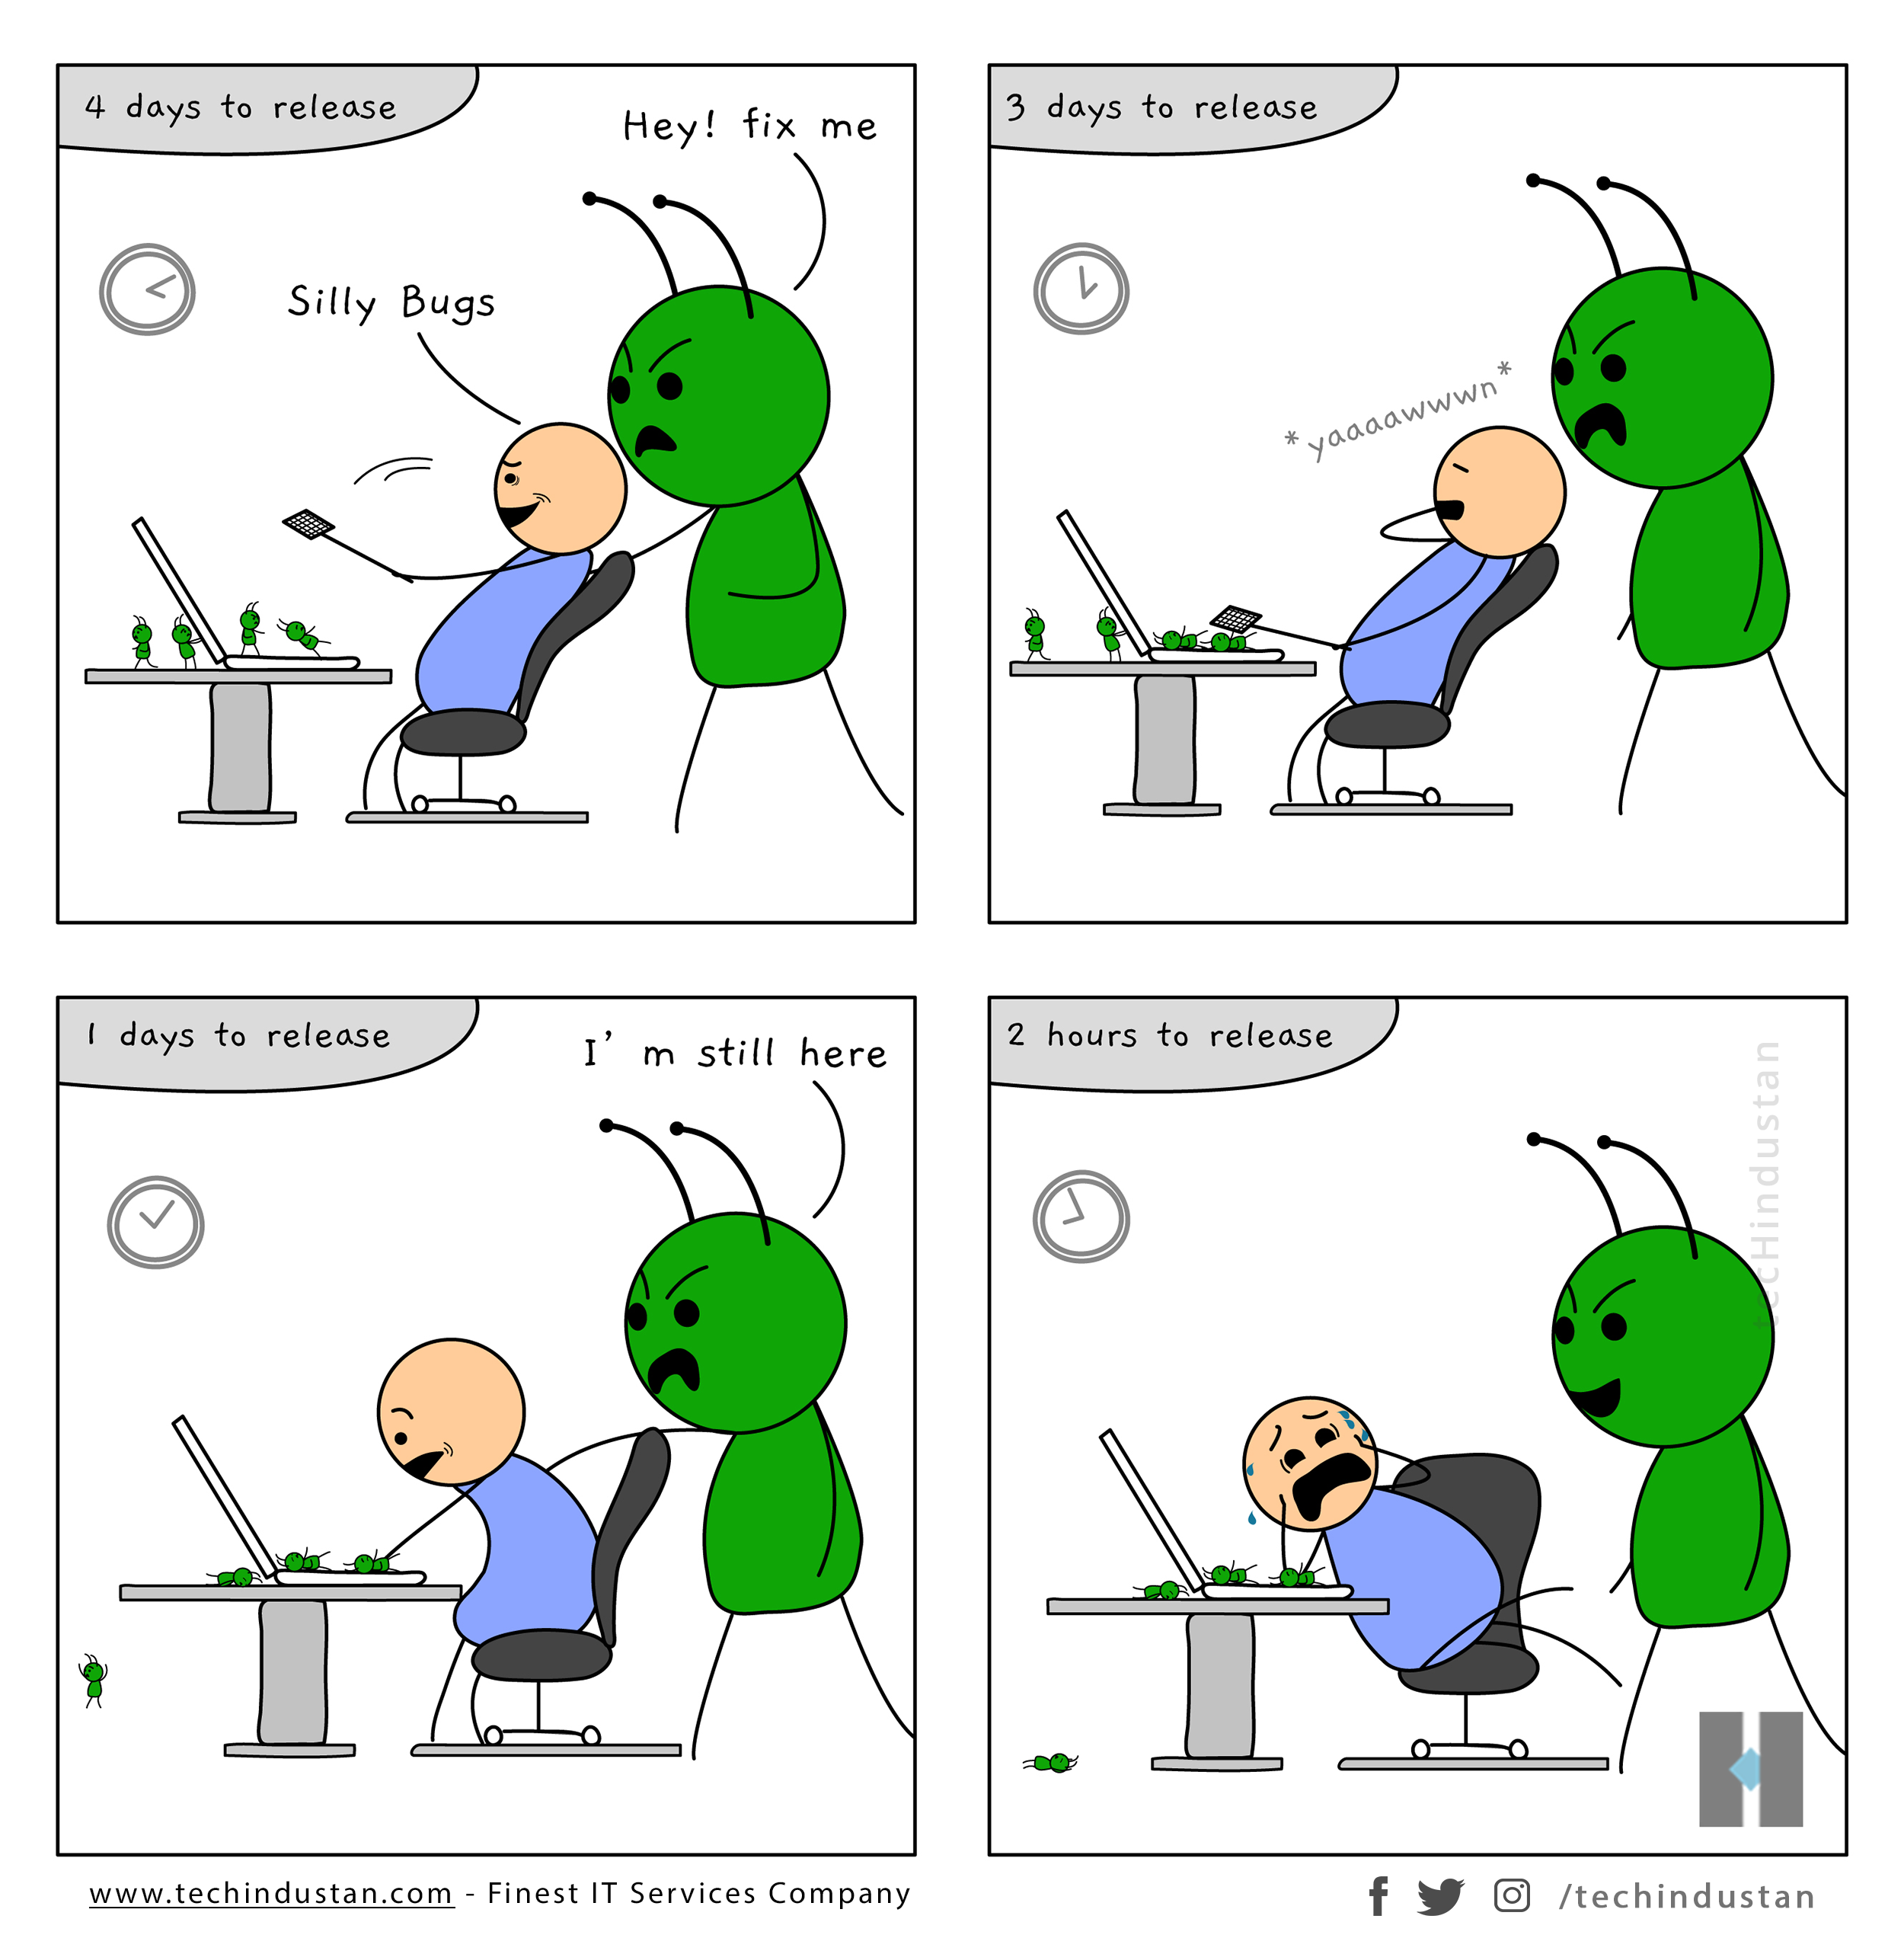 4 days to release
Hey! fix me
Silly Bugs
3 days to release
*yaaaawwwn*
1 days to release
I' m still here
2 hours to release
tecHindustan
www.techindustan.com - Finest IT Services Company
/techindustan